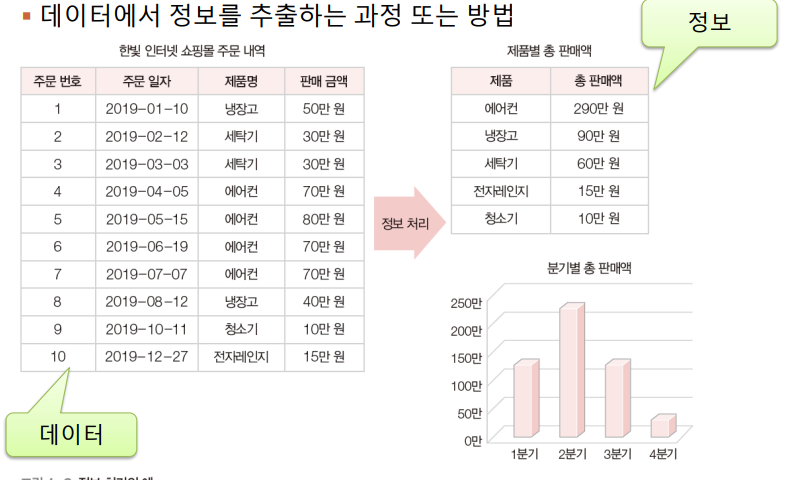 ▪ 데이터에서 정보를 추출하는 과정 또는 방법
정보
한빛 인터넷 쇼핑몰 주문 내역
주문 번호 주문 일자 제품명 판매 금액
1 2019-01-10 냉장고 50만 원
2 2019-02-12 세탁기 30만 원
3 2019-03-03 세탁기 30만 원
4 2019-04-05 에어컨 70만 원
5 2019-05-15 에어컨 80만 원
6 2019-06-19 에어컨 70만 원
7 2019-07-07 에어컨 70만 원
8 2019-08-12 냉장고 40만 원
9 2019-10-11 청소기 10만 원
10 2019-12-27 전자레인지 15만 원
데이터
정보 처리
제품별 총 판매액
제품 총 판매액
에어컨 290만 원
냉장고 90만 원
세탁기 60만 원
전자레인지 15만 원
청소기 10만 원
분기별 총 판매액
250만
200만
150만
100만
50만
0만
1분기 2분기 3분기 4분기